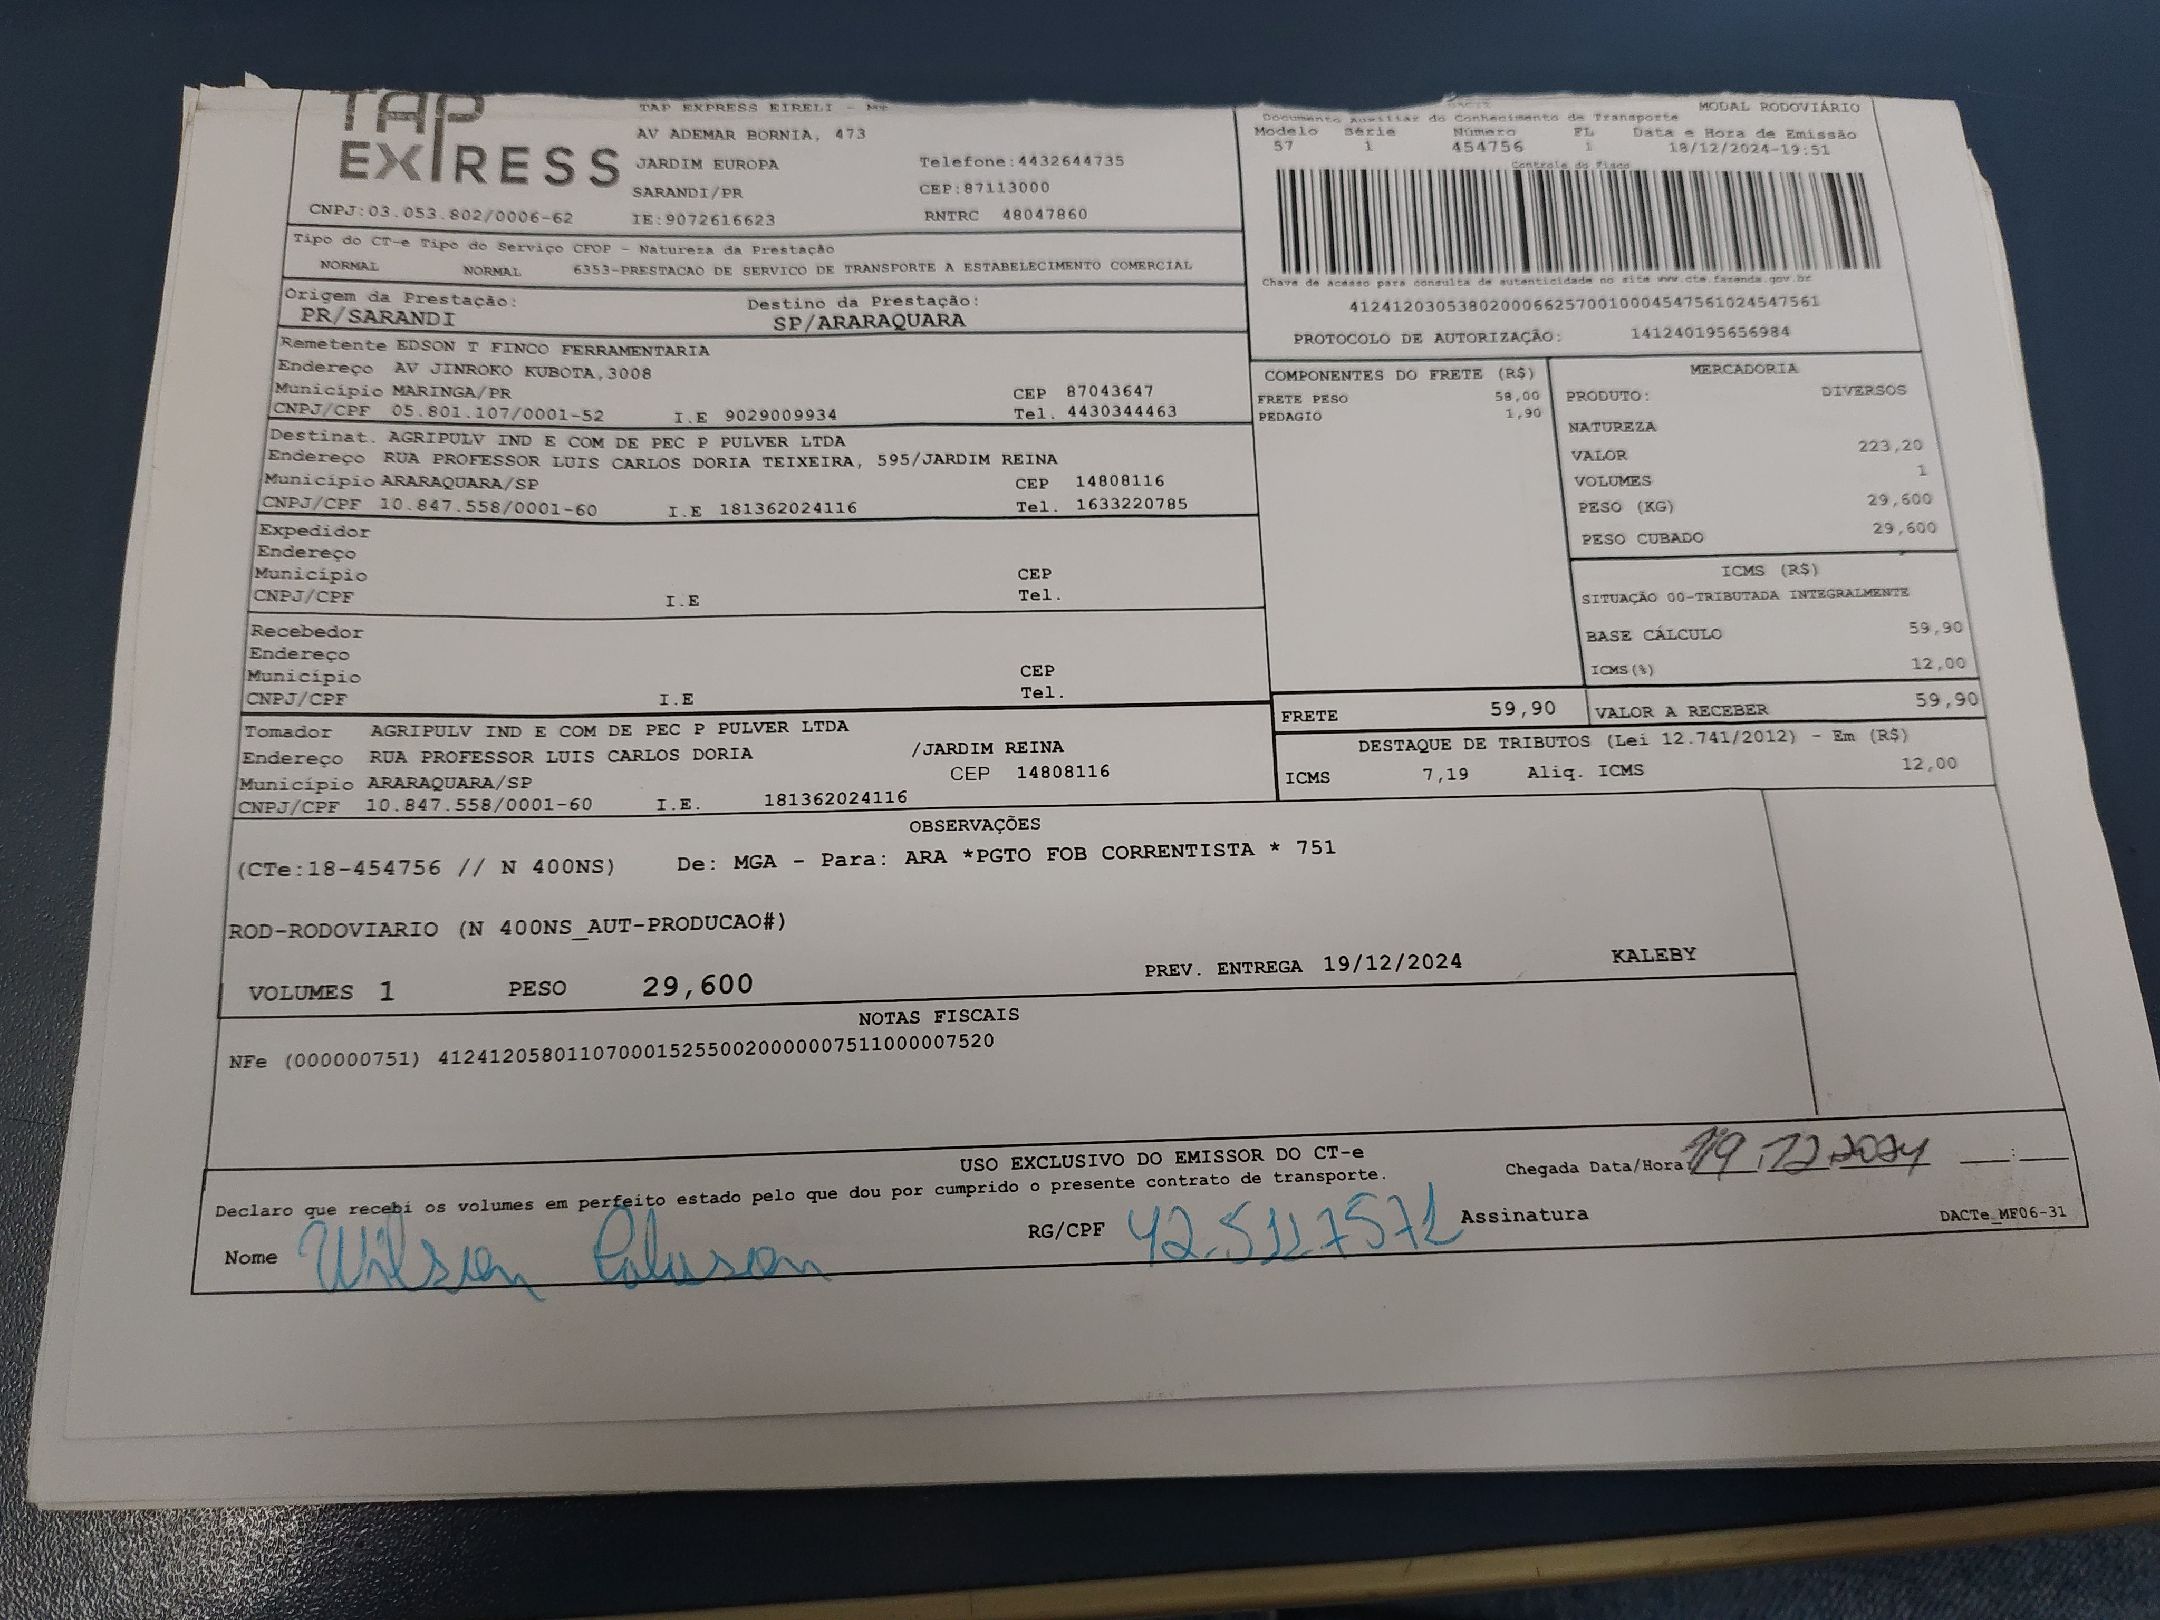 TAP
EXPRESS
CNPJ:03.053.802/0006-62
TAP EXPRESS EIRELI - ME
AV ADEMAR BORNIA, 473
JARDIM EUROPA Telefone:4432644735
SARANDI/PR CEP:87113000
IE:9072616623 RNTRC 48047860
MODAL RODOVIÁRIO
Documento Auxiliar do Conhecimento de Transporte
Modelo Série Número FL Data e Hora de Emissão
57 1 454756 1 18/12/2024-19:51
Controle do Fisco
Chave de acesso para consulta de autenticidade no site www.cte.fazenda.gov.br
41241203053802000662570010004547561024547561
PROTOCOLO DE AUTORIZAÇÃO: 141240195656984
Tipo do CT-e Tipo do Serviço CFOP - Natureza da Prestação
NORMAL NORMAL 6353-PRESTACAO DE SERVICO DE TRANSPORTE A ESTABELECIMENTO COMERCIAL
Origem da Prestação: Destino da Prestação:
PR/SARANDI SP/ARARAQUARA
Remetente EDSON T FINCO FERRAMENTARIA
Endereço AV JINROKO KUBOTA,3008
Município MARINGA/PR CEP 87043647
CNPJ/CPF 05.801.107/0001-52 I.E 9029009934 Tel. 4430344463
Destinat. AGRIPULV IND E COM DE PEC P PULVER LTDA
Endereço RUA PROFESSOR LUIS CARLOS DORIA TEIXEIRA, 595/JARDIM REINA
Município ARARAQUARA/SP CEP 14808116
CNPJ/CPF 10.847.558/0001-60 I.E 181362024116 Tel. 1633220785
Expedidor
Endereço
Município CEP
CNPJ/CPF I.E Tel.
Recebedor
Endereço
Município CEP
CNPJ/CPF I.E Tel.
Tomador AGRIPULV IND E COM DE PEC P PULVER LTDA
Endereço RUA PROFESSOR LUIS CARLOS DORIA /JARDIM REINA
Município ARARAQUARA/SP CEP 14808116
CNPJ/CPF 10.847.558/0001-60 I.E. 181362024116
COMPONENTES DO FRETE (R$)
FRETE PESO 58,00
PEDAGIO 1,90
MERCADORIA
PRODUTO: DIVERSOS
NATUREZA
VALOR 223,20
VOLUMES 1
PESO (KG) 29,600
PESO CUBADO 29,600
ICMS (R$)
SITUAÇÃO 00-TRIBUTADA INTEGRALMENTE
BASE CÁLCULO 59,90
ICMS(%) 12,00
FRETE 59,90 VALOR A RECEBER 59,90
DESTAQUE DE TRIBUTOS (Lei 12.741/2012) - Em (R$)
ICMS 7,19 Aliq. ICMS 12,00
OBSERVAÇÕES
(CTe:18-454756 // N 400NS) De: MGA - Para: ARA *PGTO FOB CORRENTISTA * 751
ROD-RODOVIARIO (N 400NS_AUT-PRODUCAO#)
VOLUMES 1 PESO 29,600 PREV. ENTREGA 19/12/2024 KALEBY
NOTAS FISCAIS
NFe (000000751) 41241205801107000152550020000007511000007520
USO EXCLUSIVO DO EMISSOR DO CT-e
Declaro que recebi os volumes em perfeito estado pelo que dou por cumprido o presente contrato de transporte.
Chegada Data/Hora 19.12.2024 :
Nome Wilson RG/CPF 42.5117571 Assinatura
DACTe_MF06-31